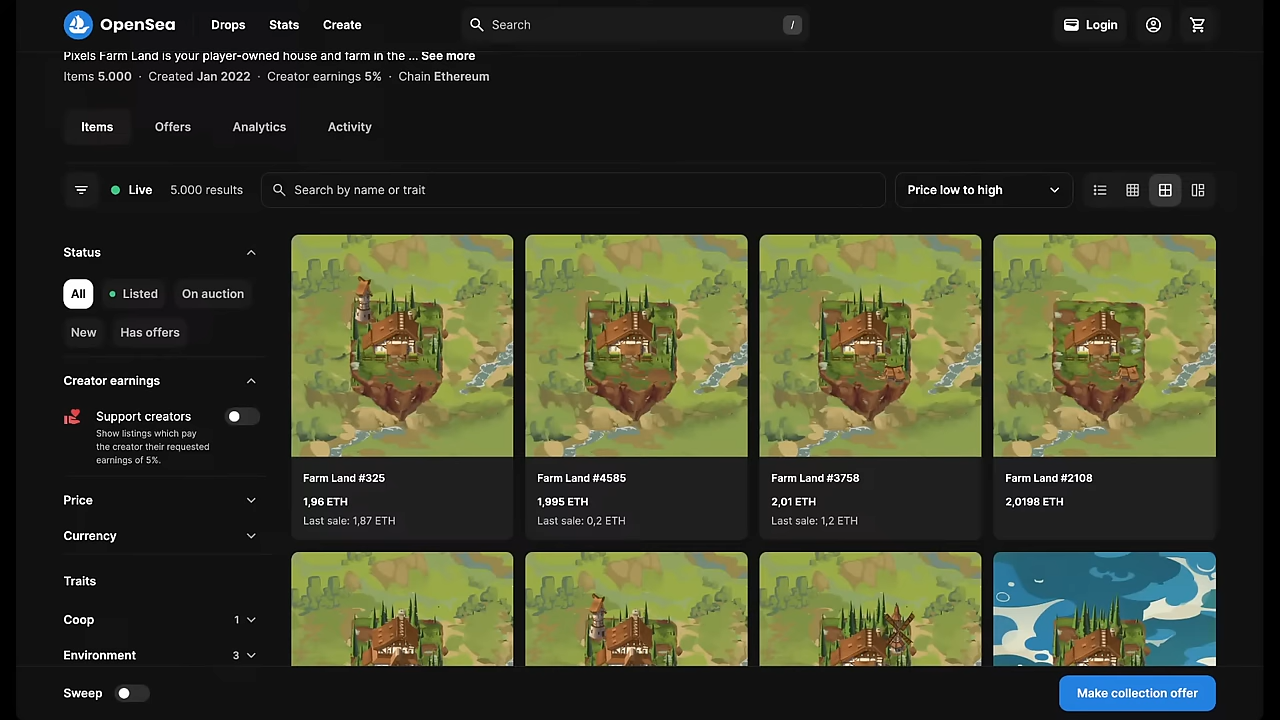 OpenSea
Drops
Stats
Create
Search
/
Login
Pixels Farm Land is your player-owned house and farm in the ... See more
Items 5.000 · Created Jan 2022 · Creator earnings 5% · Chain Ethereum
Items
Offers
Analytics
Activity
Live
5.000 results
Search by name or trait
Price low to high
Status
All
Listed
On auction
New
Has offers
Creator earnings
Support creators
Show listings which pay
the creator their requested
earnings of 5%.
Price
Currency
Traits
Coop
1
Environment
3
Farm Land #325
1,96 ETH
Last sale: 1,87 ETH
Farm Land #4585
1,995 ETH
Last sale: 0,2 ETH
Farm Land #3758
2,01 ETH
Last sale: 1,2 ETH
Farm Land #2108
2,0198 ETH
Sweep
Make collection offer